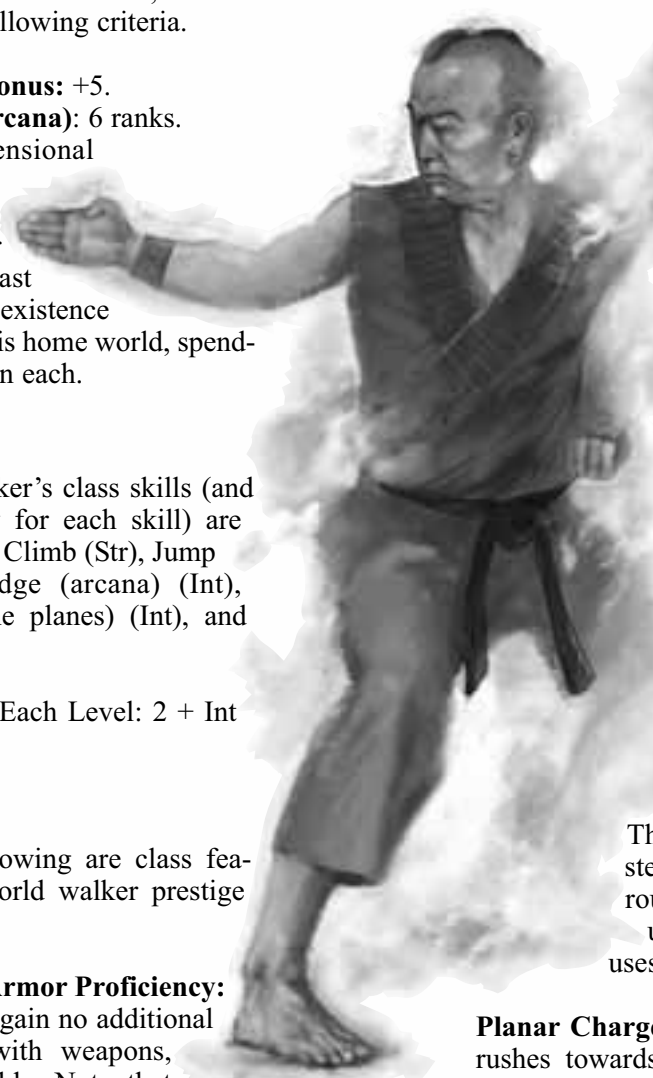 llowing criteria.
onus: +5.
rcana): 6 ranks.
ensional
ast
existence
is home world, spend-
n each.
ker’s class skills (and
for each skill) are
Climb (Str), Jump
dge (arcana) (Int),
e planes) (Int), and
Each Level: 2 + Int
owing are class fea-
orld walker prestige
Armor Proficiency:
gain no additional
with weapons,
Th
ste
rou
u
uses
Planar Charge
rushes towards